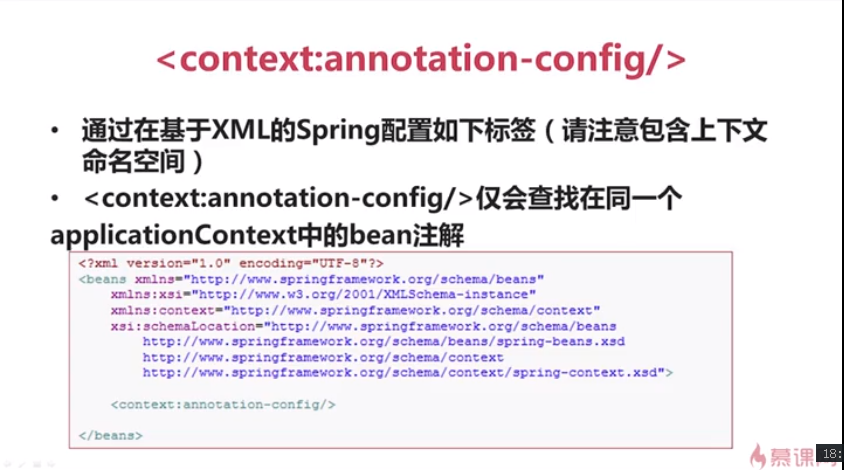 <context:annotation-config/>
• 通过在基于XML的Spring配置如下标签（请注意包含上下文
命名空间）
• <context:annotation-config/>仅会查找在同一个
applicationContext中的bean注解
<?xml version="1.0" encoding="UTF-8"?>
<beans xmlns="http://www.springframework.org/schema/beans"
xmlns:xsi="http://www.w3.org/2001/XMLSchema-instance"
xmlns:context="http://www.springframework.org/schema/context"
xsi:schemaLocation="http://www.springframework.org/schema/beans
http://www.springframework.org/schema/beans/spring-beans.xsd
http://www.springframework.org/schema/context
http://www.springframework.org/schema/context/spring-context.xsd">
<context:annotation-config/>
</beans>
慕课
18: